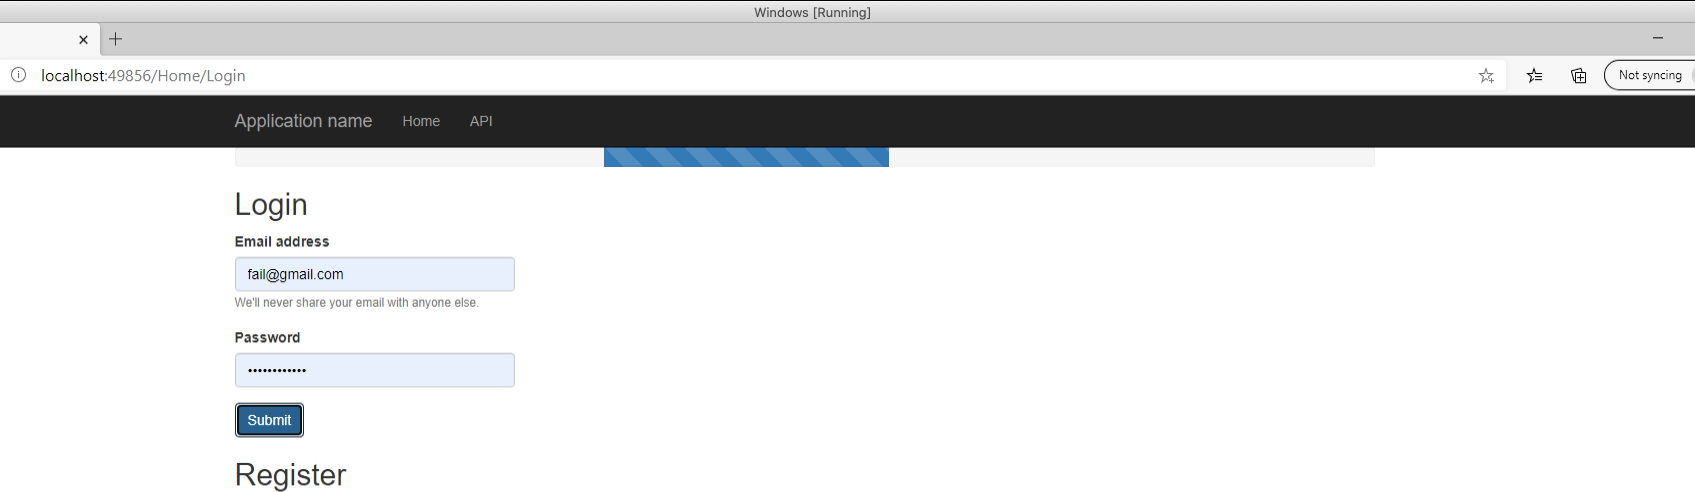 Windows [Running]
localhost:49856/Home/Login
Not syncing
Application name Home API
Login
Email address
fail@gmail.com
We'll never share your email with anyone else.
Password
••••••••••••
Submit
Register